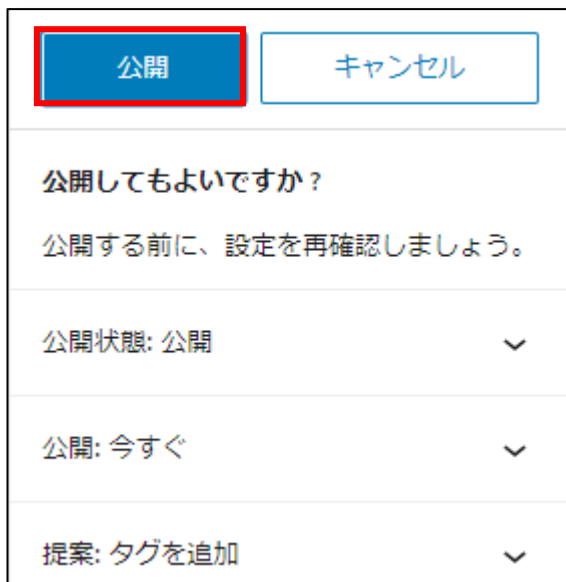 公開 キャンセル
公開してもよいですか ?
公開する前に、設定を再確認しましょう。
公開状態: 公開
公開: 今すぐ
提案: タグを追加